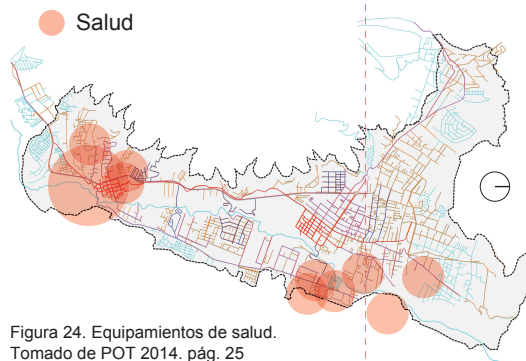 Salud
Figura 24. Equipamientos de salud.
Tomado de POT 2014. pág. 25